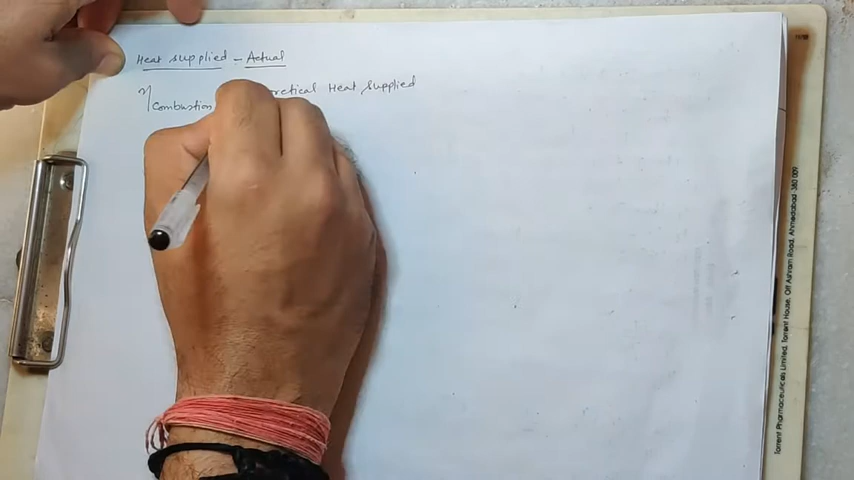 Heat supplied - Actual
η combustion Heat supplied
Torrent Pharmaceuticals Limited, Torrent House, Off Ashram Road, Ahmedabad-380 009